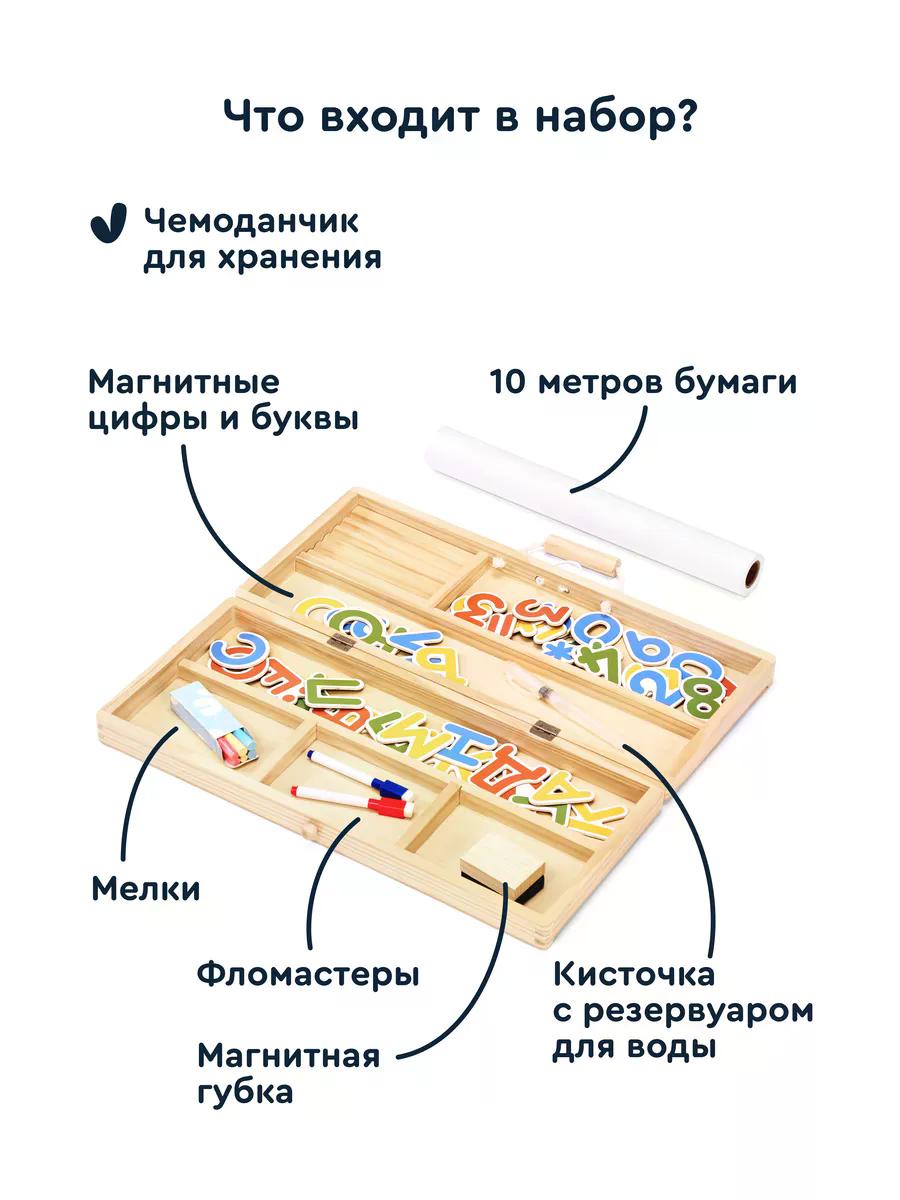 Что входит в набор?
Чемоданчик
для хранения
Магнитные
цифры и буквы
10 метров бумаги
Мелки
Фломастеры
Магнитная
губка
Кисточка
с резервуаром
для воды